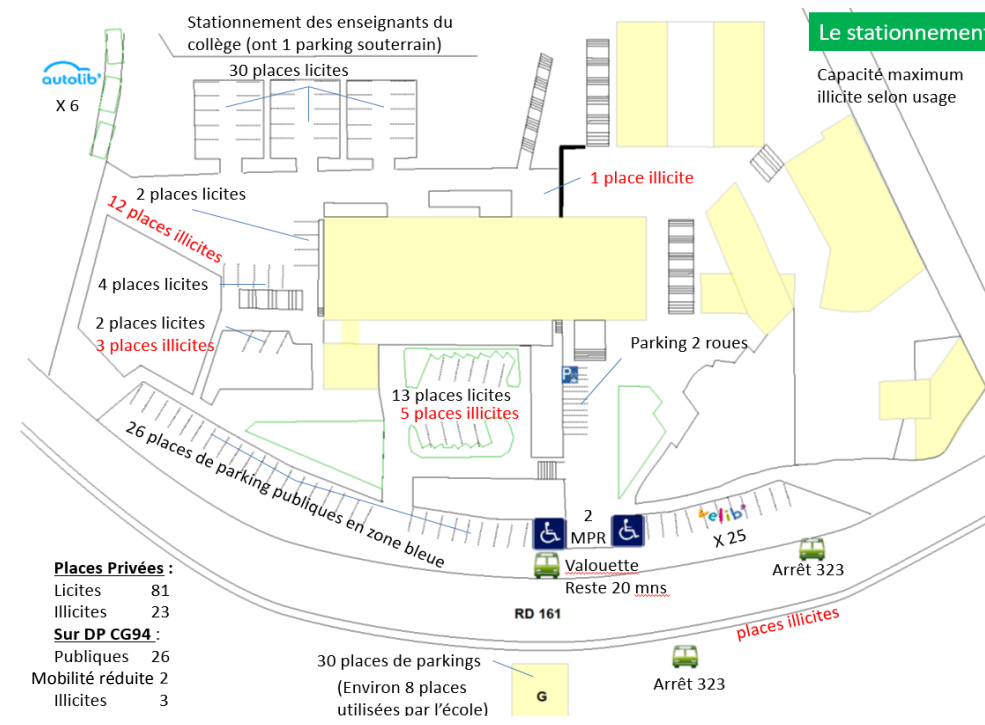 Stationnement des enseignants du
collège (ont 1 parking souterrain)
30 places licites
Le stationnement
Capacité maximum
illicite selon usage
autolib'
X 6
1 place illicite
2 places licites
12 places illicites
4 places licites
2 places licites
3 places illicites
Parking 2 roues
P
13 places licites
5 places illicites
26 places de parking publiques en zone bleue
2
MPR
velib'
X 25
Valouette
Reste 20 mns
Arrêt 323
Places Privées :
Licites 81
Illicites 23
Sur DP CG94 :
Publiques 26
Mobilité réduite 2
Illicites 3
RD 161
places illicites
30 places de parkings
(Environ 8 places
utilisées par l'école)
G
Arrêt 323